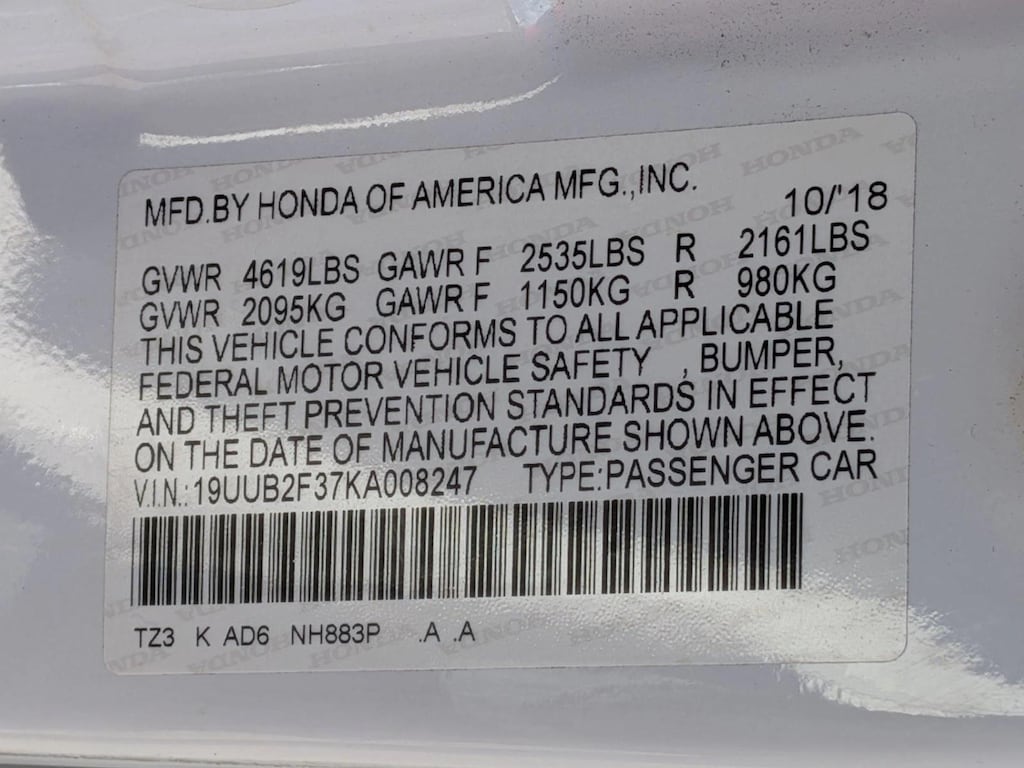 MFD.BY HONDA OF AMERICA MFG.,INC.
10/'18
GVWR 4619LBS GAWR F 2535LBS R 2161LBS
GVWR 2095KG GAWR F 1150KG R 980KG
THIS VEHICLE CONFORMS TO ALL APPLICABLE
FEDERAL MOTOR VEHICLE SAFETY , BUMPER,
AND THEFT PREVENTION STANDARDS IN EFFECT
ON THE DATE OF MANUFACTURE SHOWN ABOVE.
V.I.N.: 19UUB2F37KA008247 TYPE:PASSENGER CAR
TZ3 K AD6 NH883P .A .A